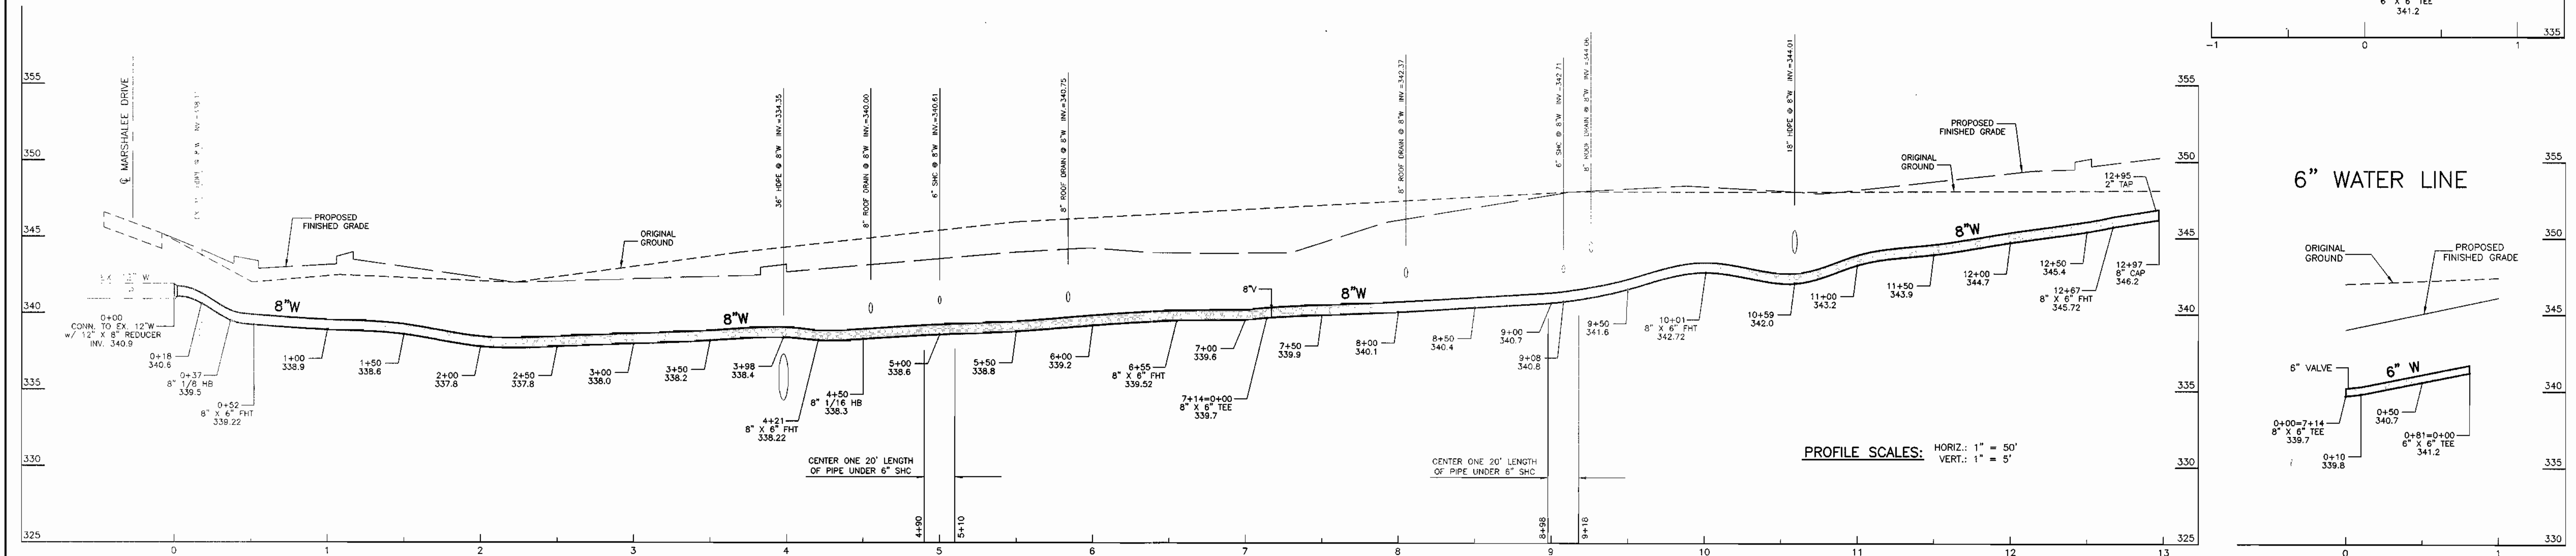 6" X 6" TEE
341.2
335
-1
0
1
355
350
345
340
335
330
325
℄ MARSHALEE DRIVE
PROPOSED
FINISHED GRADE
ORIGINAL
GROUND
36" HDPE @ 8"W INV.=334.35
8" ROOF DRAIN @ 8"W INV.=340.00
6" SHC @ 8"W INV.=340.61
8" ROOF DRAIN @ 8"W INV.=340.75
8" ROOF DRAIN @ 8"W INV.=342.37
6" SHC @ 8"W INV.=342.71
8" ROOF DRAIN @ 8"W INV.=344.06
18" HDPE @ 8"W INV.=344.01
PROPOSED
FINISHED GRADE
ORIGINAL
GROUND
EX. 12" W
8"W
8"W
8"V
8"W
8"W
0+00
CONN. TO EX. 12"W
w/ 12" X 8" REDUCER
INV. 340.9
0+18
340.6
0+37
8" 1/8 HB
339.5
0+52
8" X 6" FHT
339.22
1+00
338.9
1+50
338.6
2+00
337.8
2+50
337.8
3+00
338.0
3+50
338.2
3+98
338.4
4+21
8" X 6" FHT
338.22
4+50
8" 1/16 HB
338.3
5+00
338.6
5+50
338.8
6+00
339.2
6+55
8" X 6" FHT
339.52
7+00
339.6
7+14=0+00
8" X 6" TEE
339.7
7+50
339.9
8+00
340.1
8+50
340.4
9+00
340.7
9+08
340.8
9+50
341.6
10+01
8" X 6" FHT
342.72
10+59
342.0
11+00
343.2
11+50
343.9
12+00
344.7
12+50
345.4
12+67
8" X 6" FHT
345.72
12+95
2" TAP
12+97
8" CAP
346.2
CENTER ONE 20' LENGTH
OF PIPE UNDER 6" SHC
4+90
5+10
CENTER ONE 20' LENGTH
OF PIPE UNDER 6" SHC
8+98
9+18
PROFILE SCALES: HORIZ.: 1" = 50'
VERT.: 1" = 5'
355
350
345
340
335
330
325
0
1
2
3
4
5
6
7
8
9
10
11
12
13
6" WATER LINE
ORIGINAL
GROUND
PROPOSED
FINISHED GRADE
6" VALVE
6" W
0+00=7+14
8" X 6" TEE
339.7
0+10
339.8
0+50
340.7
0+81=0+00
6" X 6" TEE
341.2
355
350
345
340
335
330
0
1